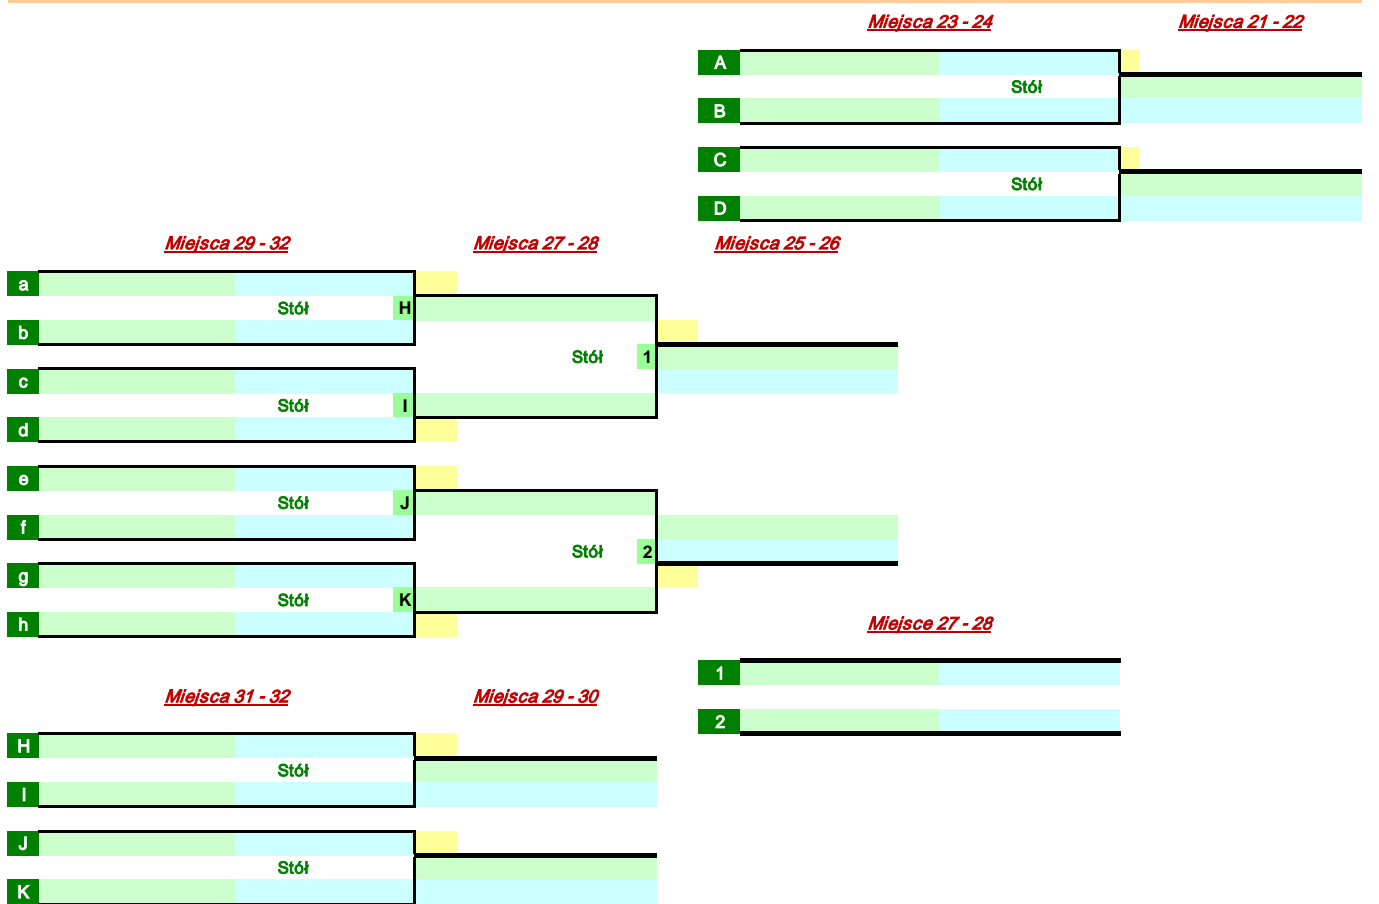 Miejsca 23 - 24 Miejsca 21 - 22
A
Stół
B
C
Stół
D
Miejsca 29 - 32 Miejsca 27 - 28 Miejsca 25 - 26
a
Stół H
b
Stół 1
c
Stół I
d
e
Stół J
f
Stół 2
g
Stół K
h
Miejsce 27 - 28
1
Miejsca 31 - 32 Miejsca 29 - 30
2
H
Stół
I
J
Stół
K